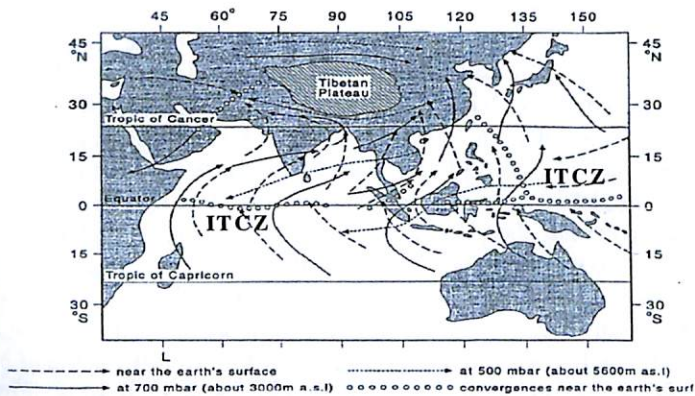 45 60° 75 90 105 120 135 150
45 °N 45 °N
Tibetan
Plateau
30 30
Tropic of Cancer
15 15
ITCZ
Equator
0 0
ITCZ
15 15
Tropic of Capricorn
30 °S 30 °S
L
near the earth's surface at 500 mbar (about 5600m as.l)
at 700 mbar (about 3000m a.s.l) convergences near the earth's surf